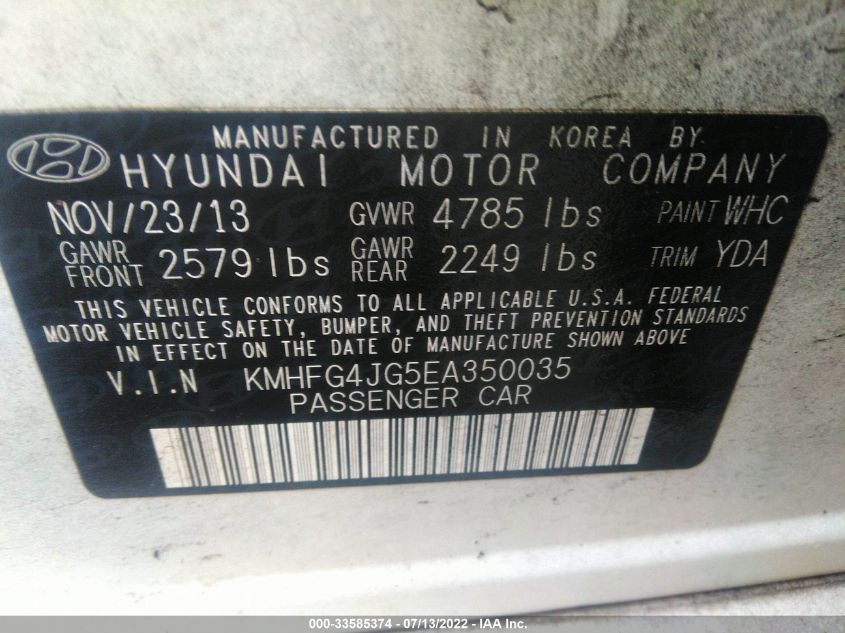 MANUFACTURED IN KOREA BY
HYUNDAI MOTOR COMPANY
NOV/23/13 GVWR 4785 lbs PAINT WHC
GAWR FRONT 2579 lbs GAWR REAR 2249 lbs TRIM YDA
THIS VEHICLE CONFORMS TO ALL APPLICABLE U.S.A. FEDERAL
MOTOR VEHICLE SAFETY, BUMPER, AND THEFT PREVENTION STANDARDS
IN EFFECT ON THE DATE OF MANUFACTURE SHOWN ABOVE
V.I.N KMHFG4JG5EA350035
PASSENGER CAR
000-33585374 - 07/13/2022 - IAA Inc.